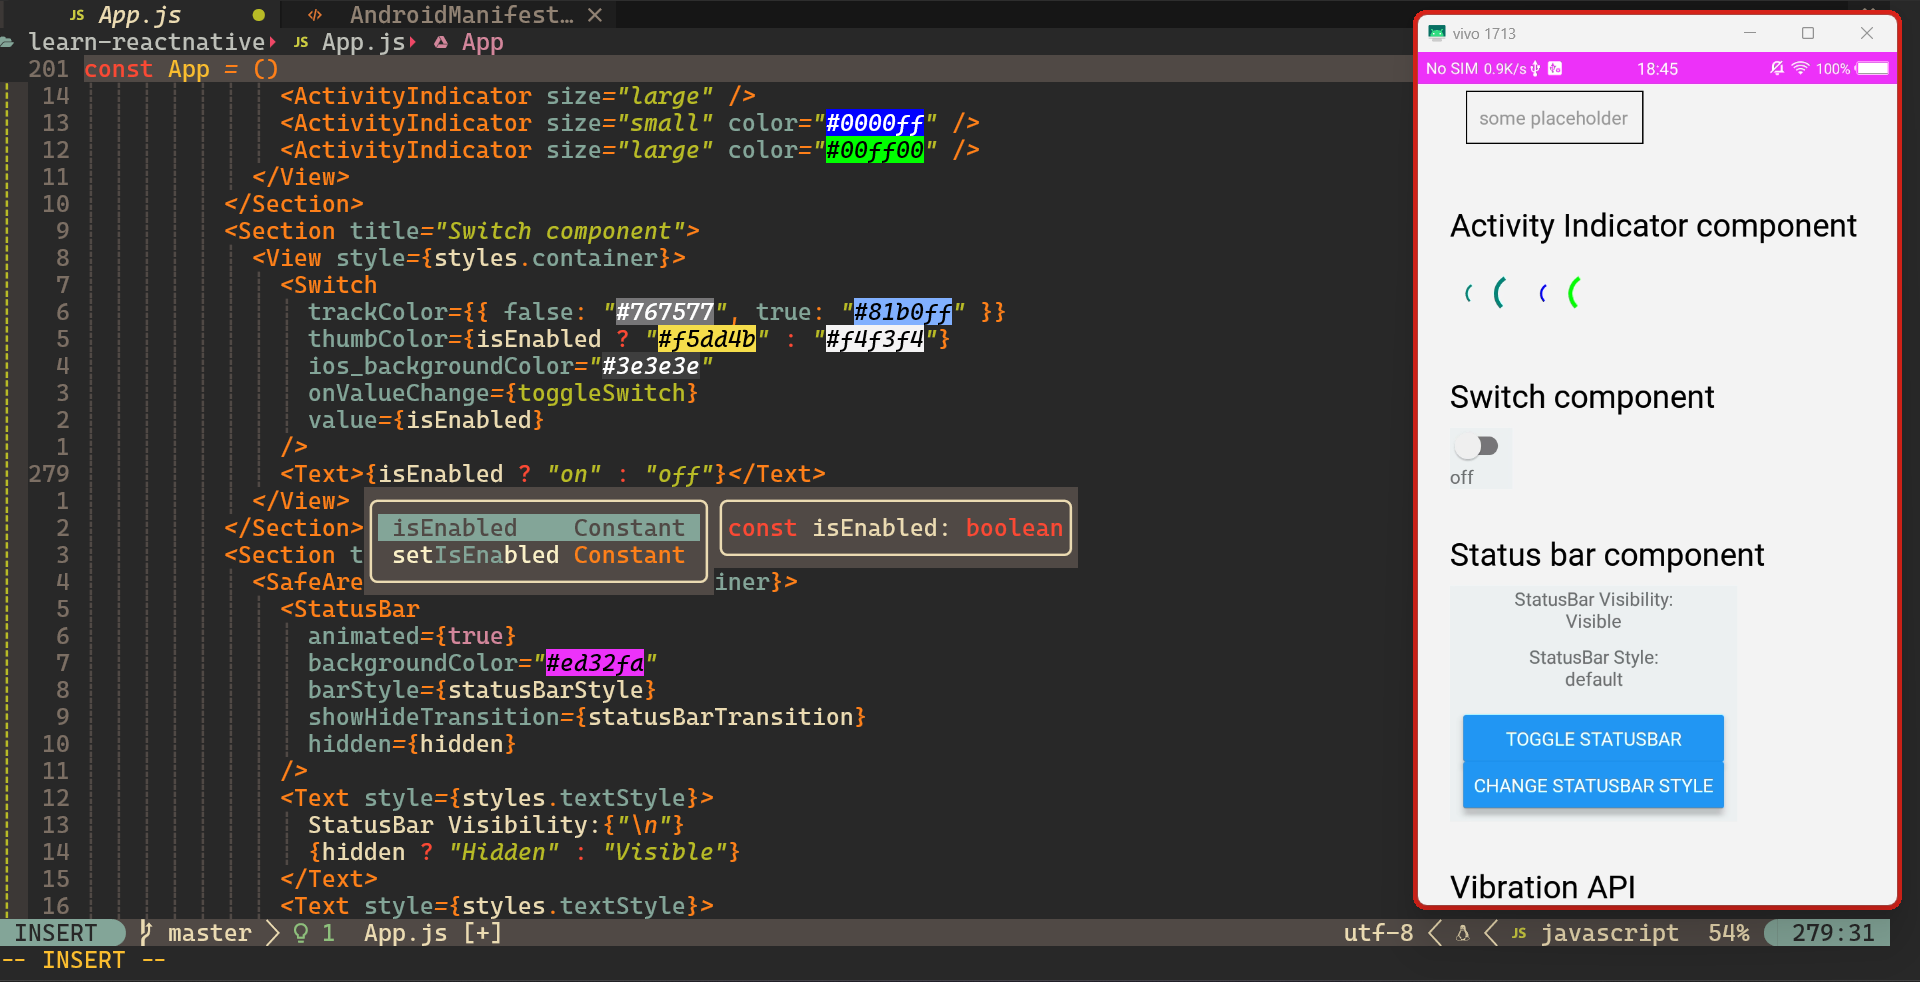 JS App.js ● </> AndroidManifest… ×
learn-reactnative JS App.js App
201 const App = ()
14 <ActivityIndicator size="large" />
13 <ActivityIndicator size="small" color="#0000ff" />
12 <ActivityIndicator size="large" color="#00ff00" />
11 </View>
10 </Section>
9 <Section title="Switch component">
8 <View style={styles.container}>
7 <Switch
6 trackColor={{ false: "#767577", true: "#81b0ff" }}
5 thumbColor={isEnabled ? "#f5dd4b" : "#f4f3f4"}
4 ios_backgroundColor="#3e3e3e"
3 onValueChange={toggleSwitch}
2 value={isEnabled}
1 />
279 <Text>{isEnabled ? "on" : "off"}</Text>
1 </View>
2 </Section>
isEnabled Constant
const isEnabled: boolean
3 <Section t
setIsEnabled Constant
4 <SafeAre
iner}>
5 <StatusBar
6 animated={true}
7 backgroundColor="#ed32fa"
8 barStyle={statusBarStyle}
9 showHideTransition={statusBarTransition}
10 hidden={hidden}
11 />
12 <Text style={styles.textStyle}>
13 StatusBar Visibility:{"\n"}
14 {hidden ? "Hidden" : "Visible"}
15 </Text>
16 <Text style={styles.textStyle}>
INSERT master 1 App.js [+] utf-8 JS javascript 54% 279:31
-- INSERT --
vivo 1713
No SIM 0.9K/s 18:45 100%
some placeholder
Activity Indicator component
Switch component
off
Status bar component
StatusBar Visibility:
Visible
StatusBar Style:
default
TOGGLE STATUSBAR
CHANGE STATUSBAR STYLE
Vibration API